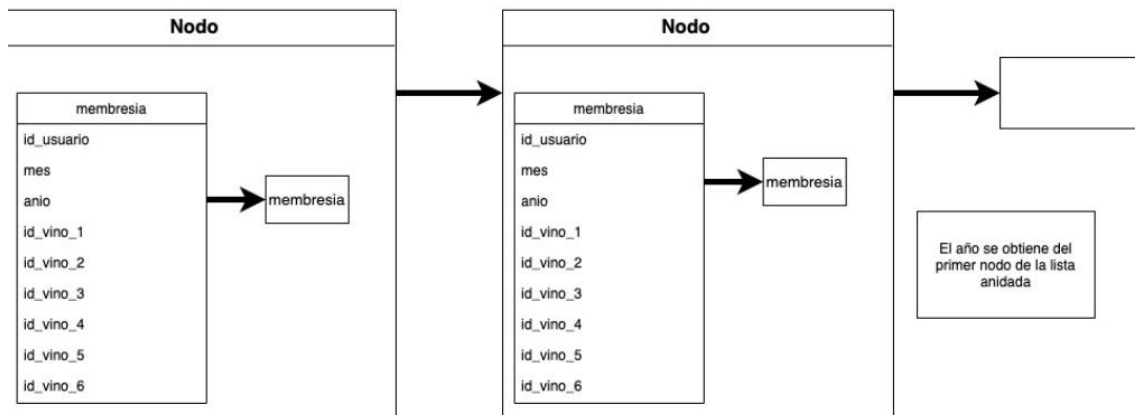 Nodo
membresia
id_usuario
mes
anio
id_vino_1
id_vino_2
id_vino_3
id_vino_4
id_vino_5
id_vino_6
membresia
Nodo
membresia
id_usuario
mes
anio
id_vino_1
id_vino_2
id_vino_3
id_vino_4
id_vino_5
id_vino_6
membresia
El año se obtiene del
primer nodo de la lista
anidada